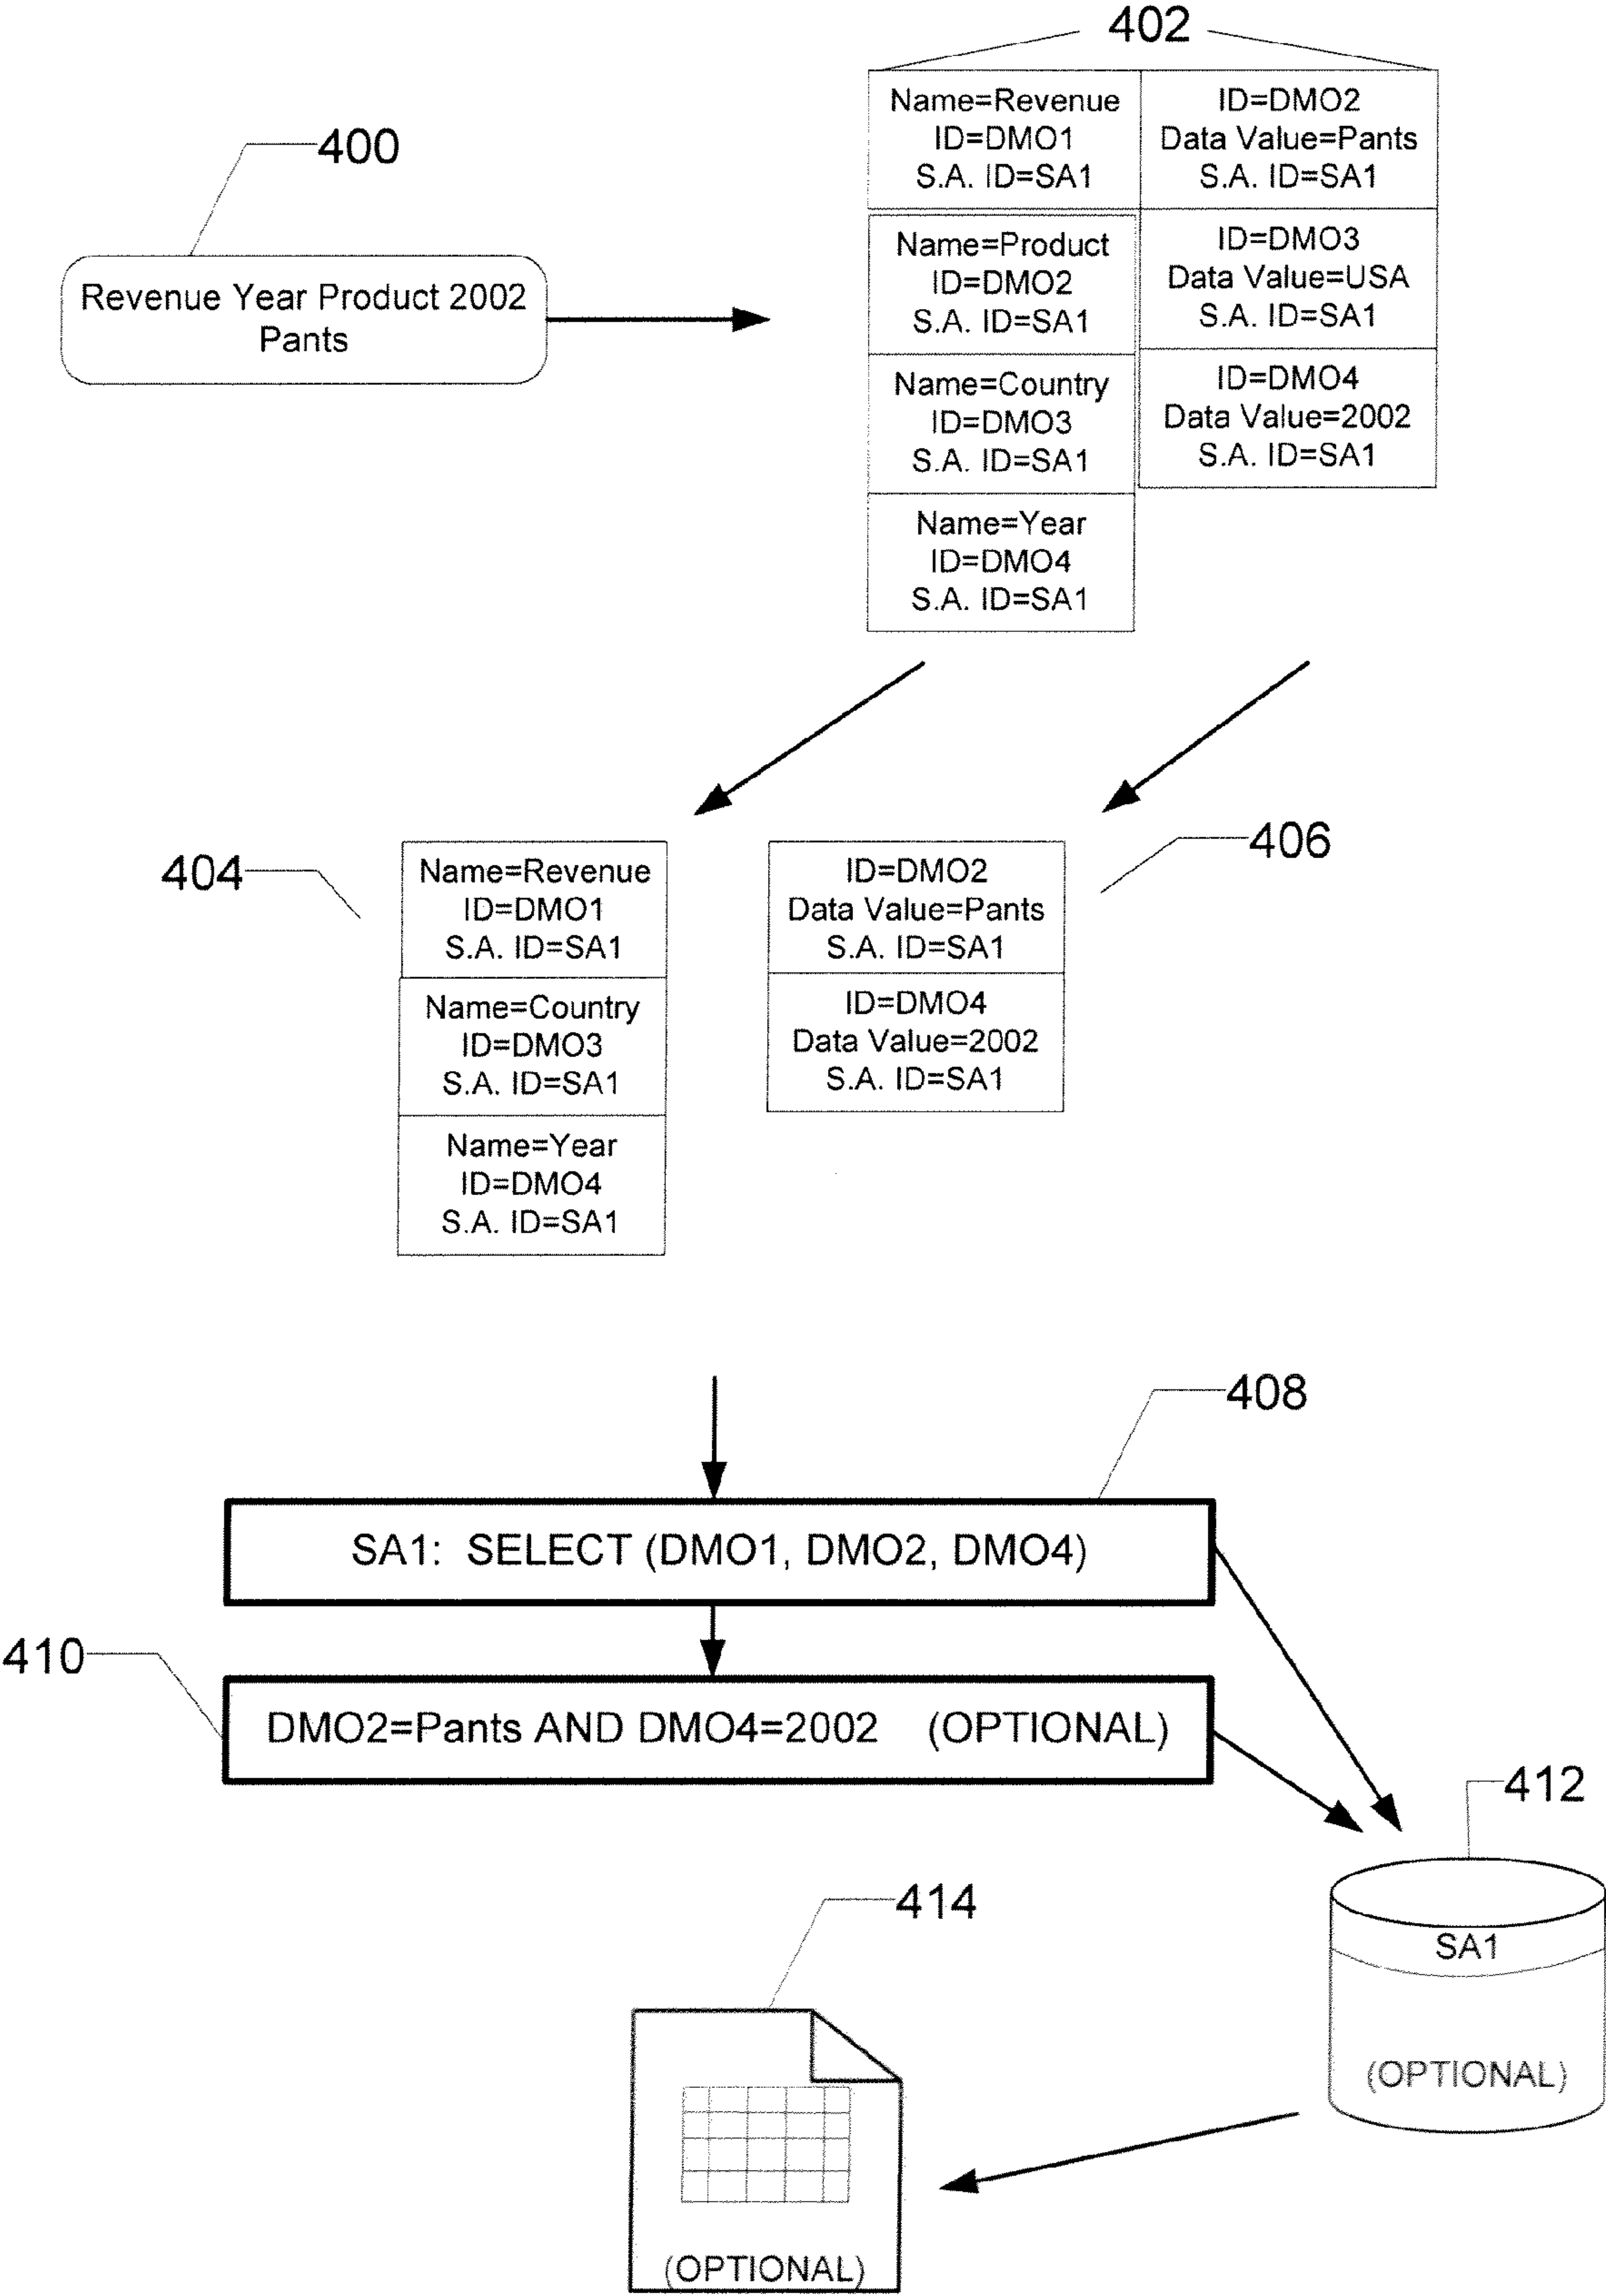 402
400
Revenue Year Product 2002
Pants
Name=Revenue
ID=DMO1
S.A. ID=SA1
Name=Product
ID=DMO2
S.A. ID=SA1
Name=Country
ID=DMO3
S.A. ID=SA1
Name=Year
ID=DMO4
S.A. ID=SA1
ID=DMO2
Data Value=Pants
S.A. ID=SA1
ID=DMO3
Data Value=USA
S.A. ID=SA1
ID=DMO4
Data Value=2002
S.A. ID=SA1
404
Name=Revenue
ID=DMO1
S.A. ID=SA1
Name=Country
ID=DMO3
S.A. ID=SA1
Name=Year
ID=DMO4
S.A. ID=SA1
406
ID=DMO2
Data Value=Pants
S.A. ID=SA1
ID=DMO4
Data Value=2002
S.A. ID=SA1
408
SA1: SELECT (DMO1, DMO2, DMO4)
410
DMO2=Pants AND DMO4=2002 (OPTIONAL)
412
SA1
(OPTIONAL)
414
(OPTIONAL)